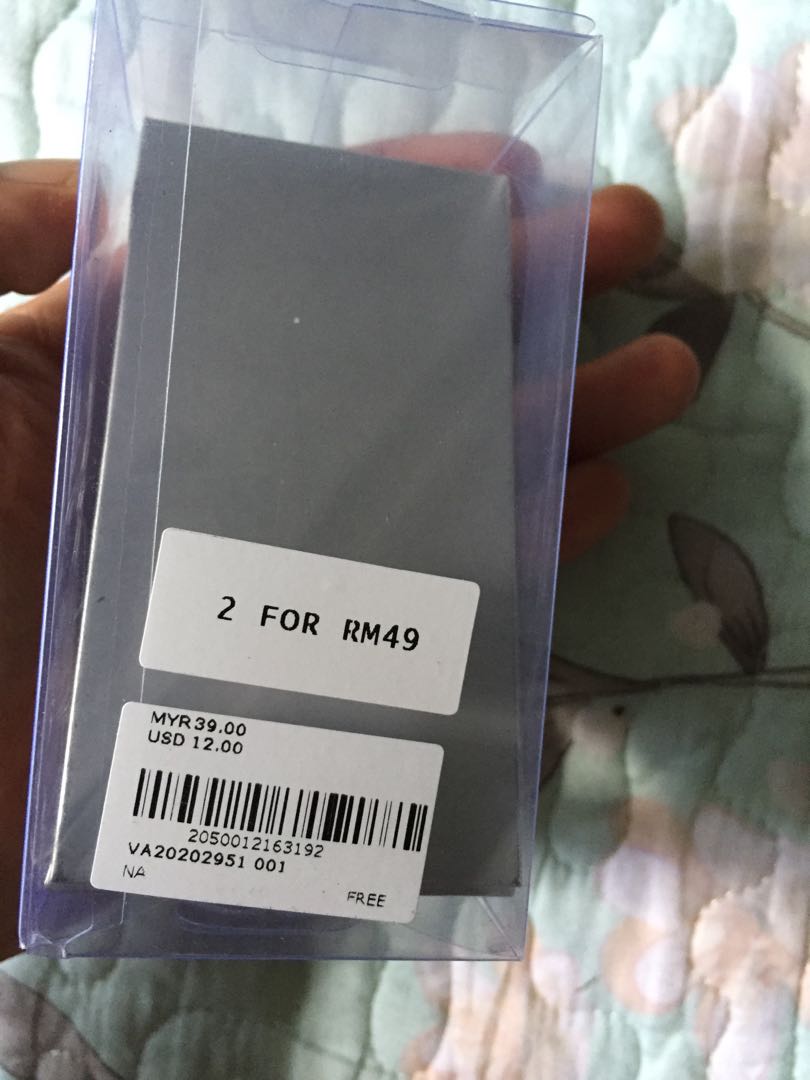 2 FOR RM49
MYR39.00
USD 12.00
2050012163192
VA20202951 001
NA
FREE